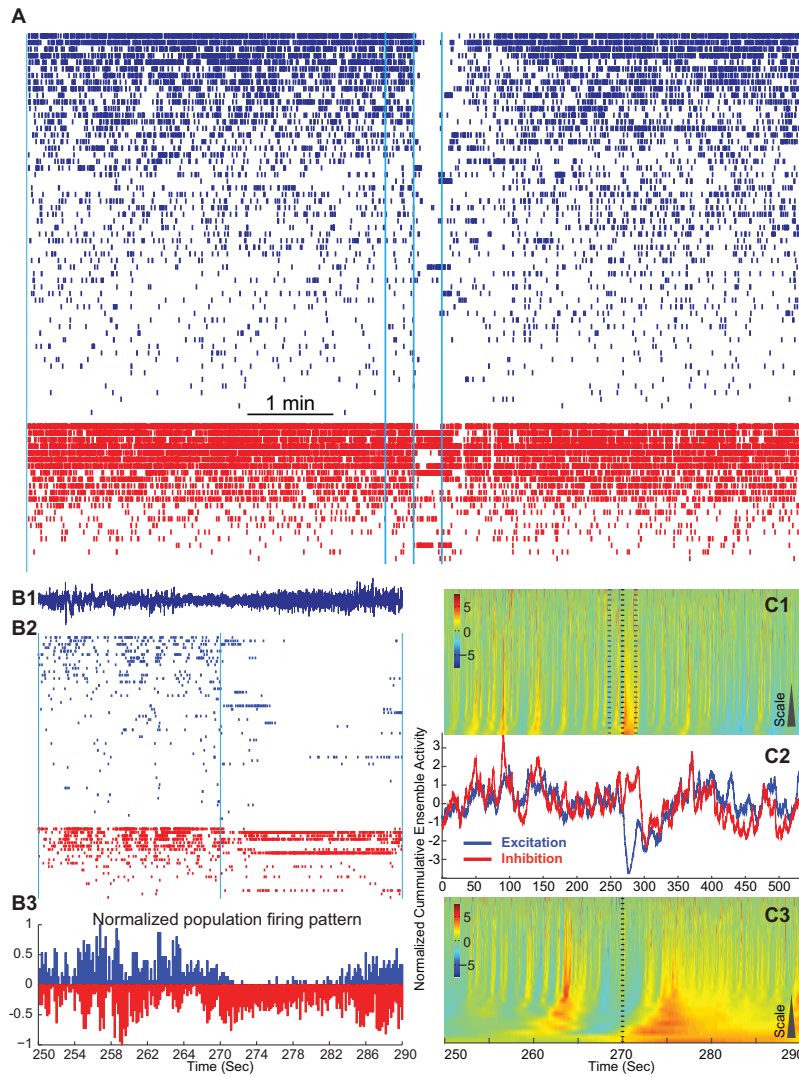 A
1 min
B1
B2
B3
Normalized population firing pattern
1
0.5
0
−0.5
−1
250 254 258 262 266 270 274 278 282 286 290
Time (Sec)
C1
5
0
−5
Scale
C2
Normalized Cummulative Ensemble Activity
3
2
1
0
-1
-2
-3
Excitation
Inhibition
0 50 100 150 200 250 300 350 400 450 500
C3
5
0
−5
Scale
250 260 270 280 290
Time (Sec)